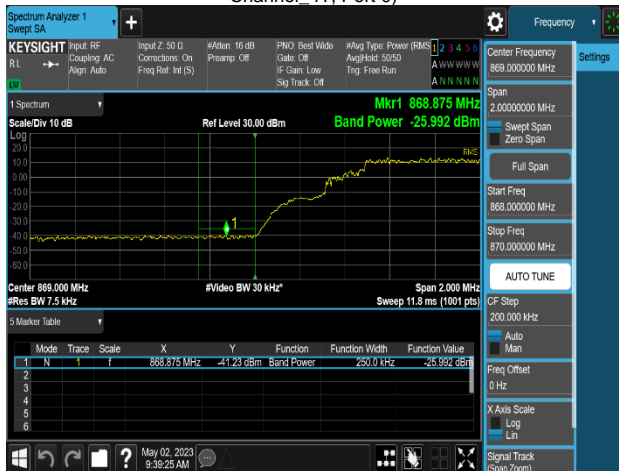 Spectrum Analyzer 1
Swept SA
Frequency
Settings
KEYSIGHT
RL
Input: RF
Coupling: AC
Align: Auto
Input Z: 50 Ω
Corrections: On
Freq Ref: Int (S)
#Atten: 16 dB
Preamp: Off
PNO: Best Wide
Gate: Off
IF Gain: Low
Sig Track: Off
#Avg Type: Power (RMS
Avg|Hold: 50/50
Trig: Free Run
1 2 3 4 5 6
A W W W W W
A N N N N N
1 Spectrum
Scale/Div 10 dB
Ref Level 30.00 dBm
Mkr1 868.875 MHz
Band Power -25.992 dBm
Log
20.0
10.0
0.00
-10.0
-20.0
-30.0
-40.0
-50.0
-60.0
RMS
1
Center 869.000 MHz
#Res BW 7.5 kHz
#Video BW 30 kHz*
Span 2.000 MHz
Sweep 11.8 ms (1001 pts)
5 Marker Table
Mode Trace Scale X Y Function Function Width Function Value
1 N 1 f 868.875 MHz -41.23 dBm Band Power 250.0 kHz -25.992 dBm
2
3
4
5
6
May 02, 2023
9:39:25 AM
Center Frequency
869.000000 MHz
Span
2.00000000 MHz
Swept Span
Zero Span
Full Span
Start Freq
868.000000 MHz
Stop Freq
870.000000 MHz
AUTO TUNE
CF Step
200.000 kHz
Auto
Man
Freq Offset
0 Hz
X Axis Scale
Log
Lin
Signal Track
(Span Zoom)